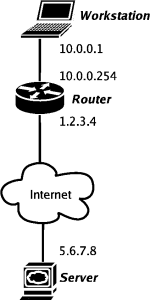 Workstation
10.0.0.1
10.0.0.254
Router
1.2.3.4
Internet
5.6.7.8
Server